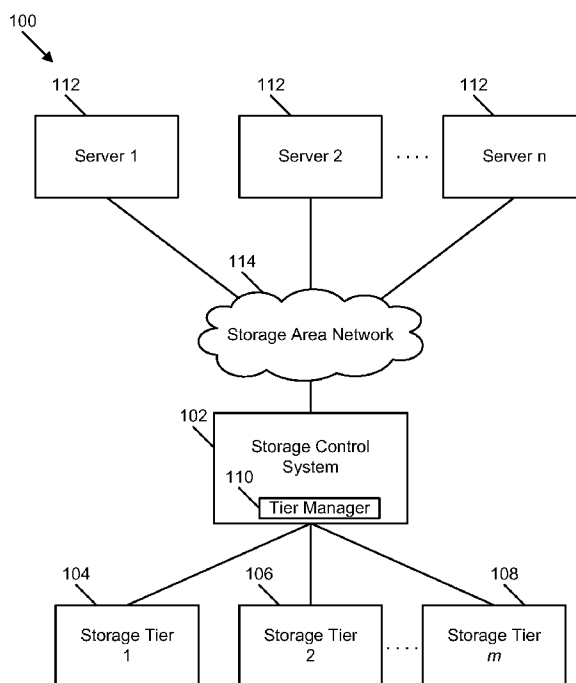 100
112
112
112
Server 1
Server 2
....
Server n
114
Storage Area Network
102
Storage Control
System
110
Tier Manager
104
106
108
Storage Tier
1
Storage Tier
2
....
Storage Tier
m